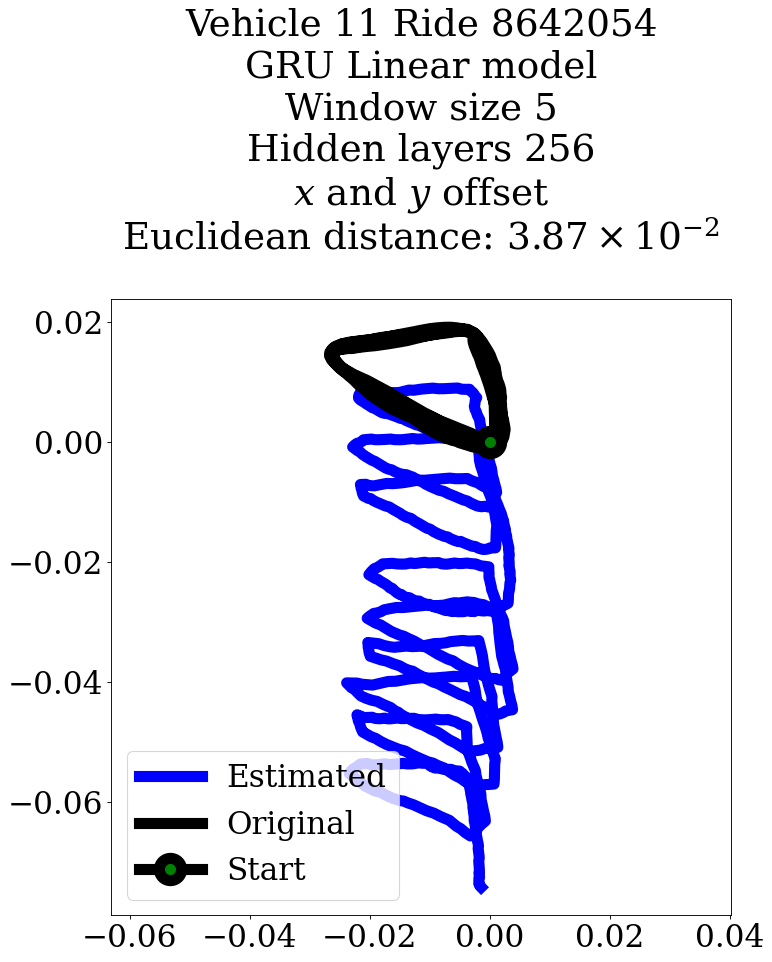 Vehicle 11 Ride 8642054
GRU Linear model
Window size 5
Hidden layers 256
x and y offset
Euclidean distance: 3.87 × 10⁻²
0.02
0.00
−0.02
−0.04
−0.06
Estimated
Original
Start
−0.06 −0.04 −0.02 0.00 0.02 0.04